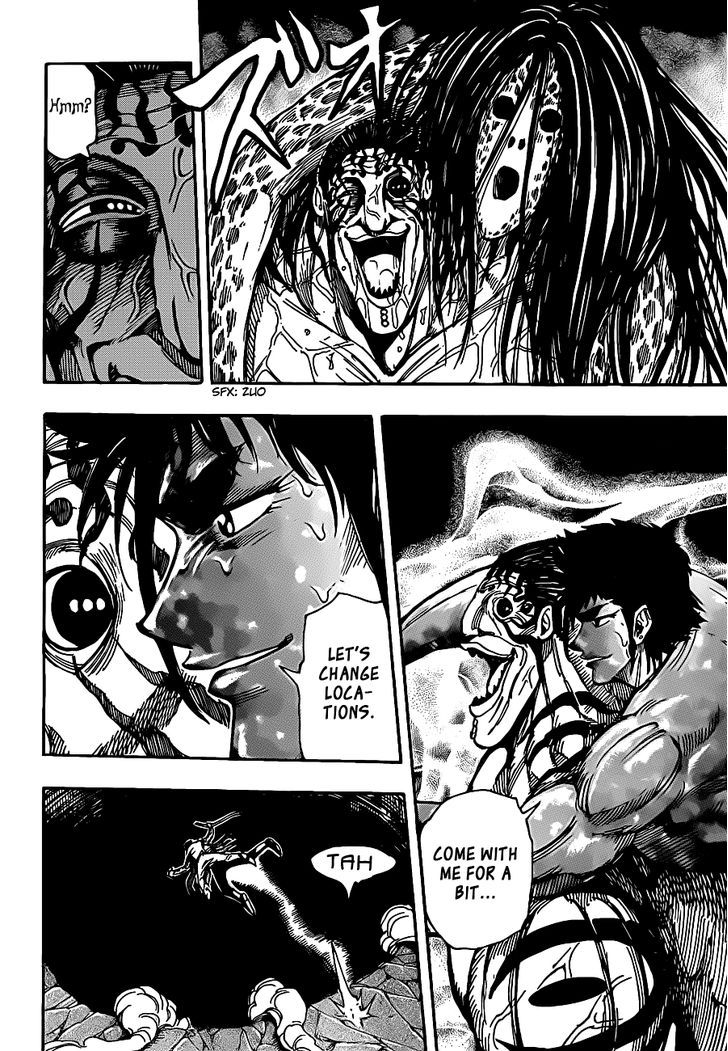 ズオ
SFX: ZUO
Hmm?
COME WITH
ME FOR A
BIT...
LET'S
CHANGE
LOCA-
TIONS.
TAH